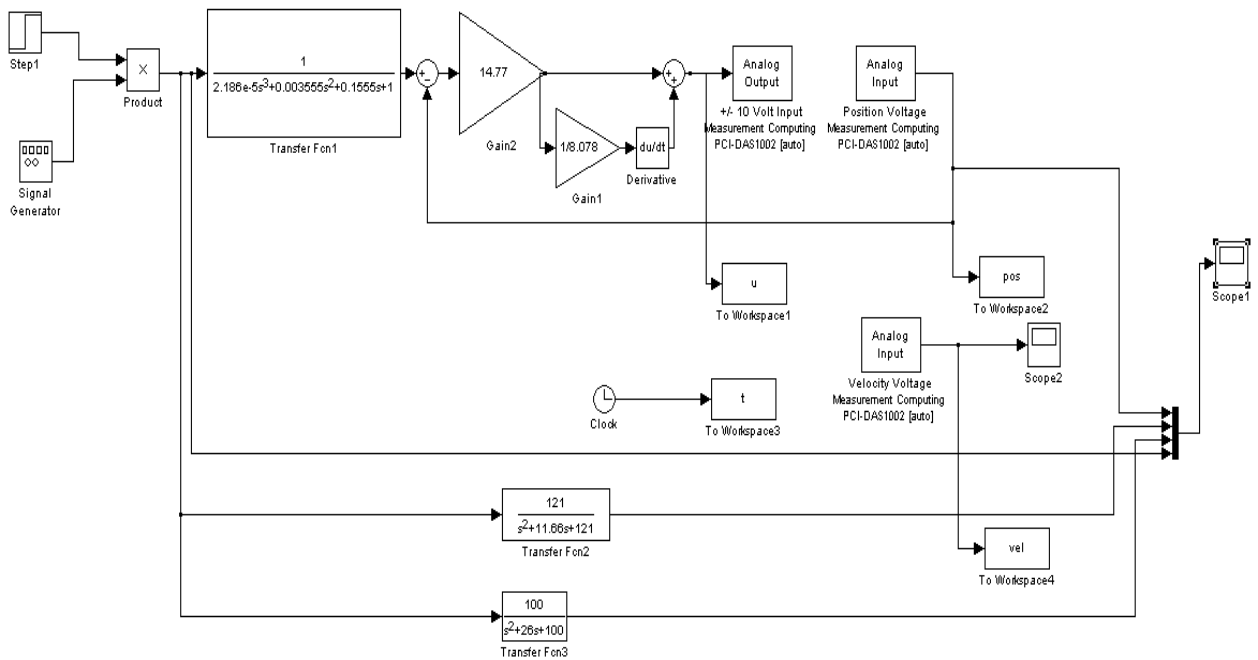 Step1
X
Product
Signal
Generator
1
2.186e-5s³+0.003555s²+0.1555s+1
Transfer Fcn1
+
−
14.77
Gain2
1/8.078
Gain1
du/dt
Derivative
+
+
Analog
Output
+/- 10 Volt Input
Measurement Computing
PCI-DAS1002 [auto]
Analog
Input
Position Voltage
Measurement Computing
PCI-DAS1002 [auto]
u
To Workspace1
pos
To Workspace2
Scope1
Analog
Input
Velocity Voltage
Measurement Computing
PCI-DAS1002 [auto]
Scope2
Clock
t
To Workspace3
121
s²+11.66s+121
Transfer Fcn2
vel
To Workspace4
100
s²+26s+100
Transfer Fcn3